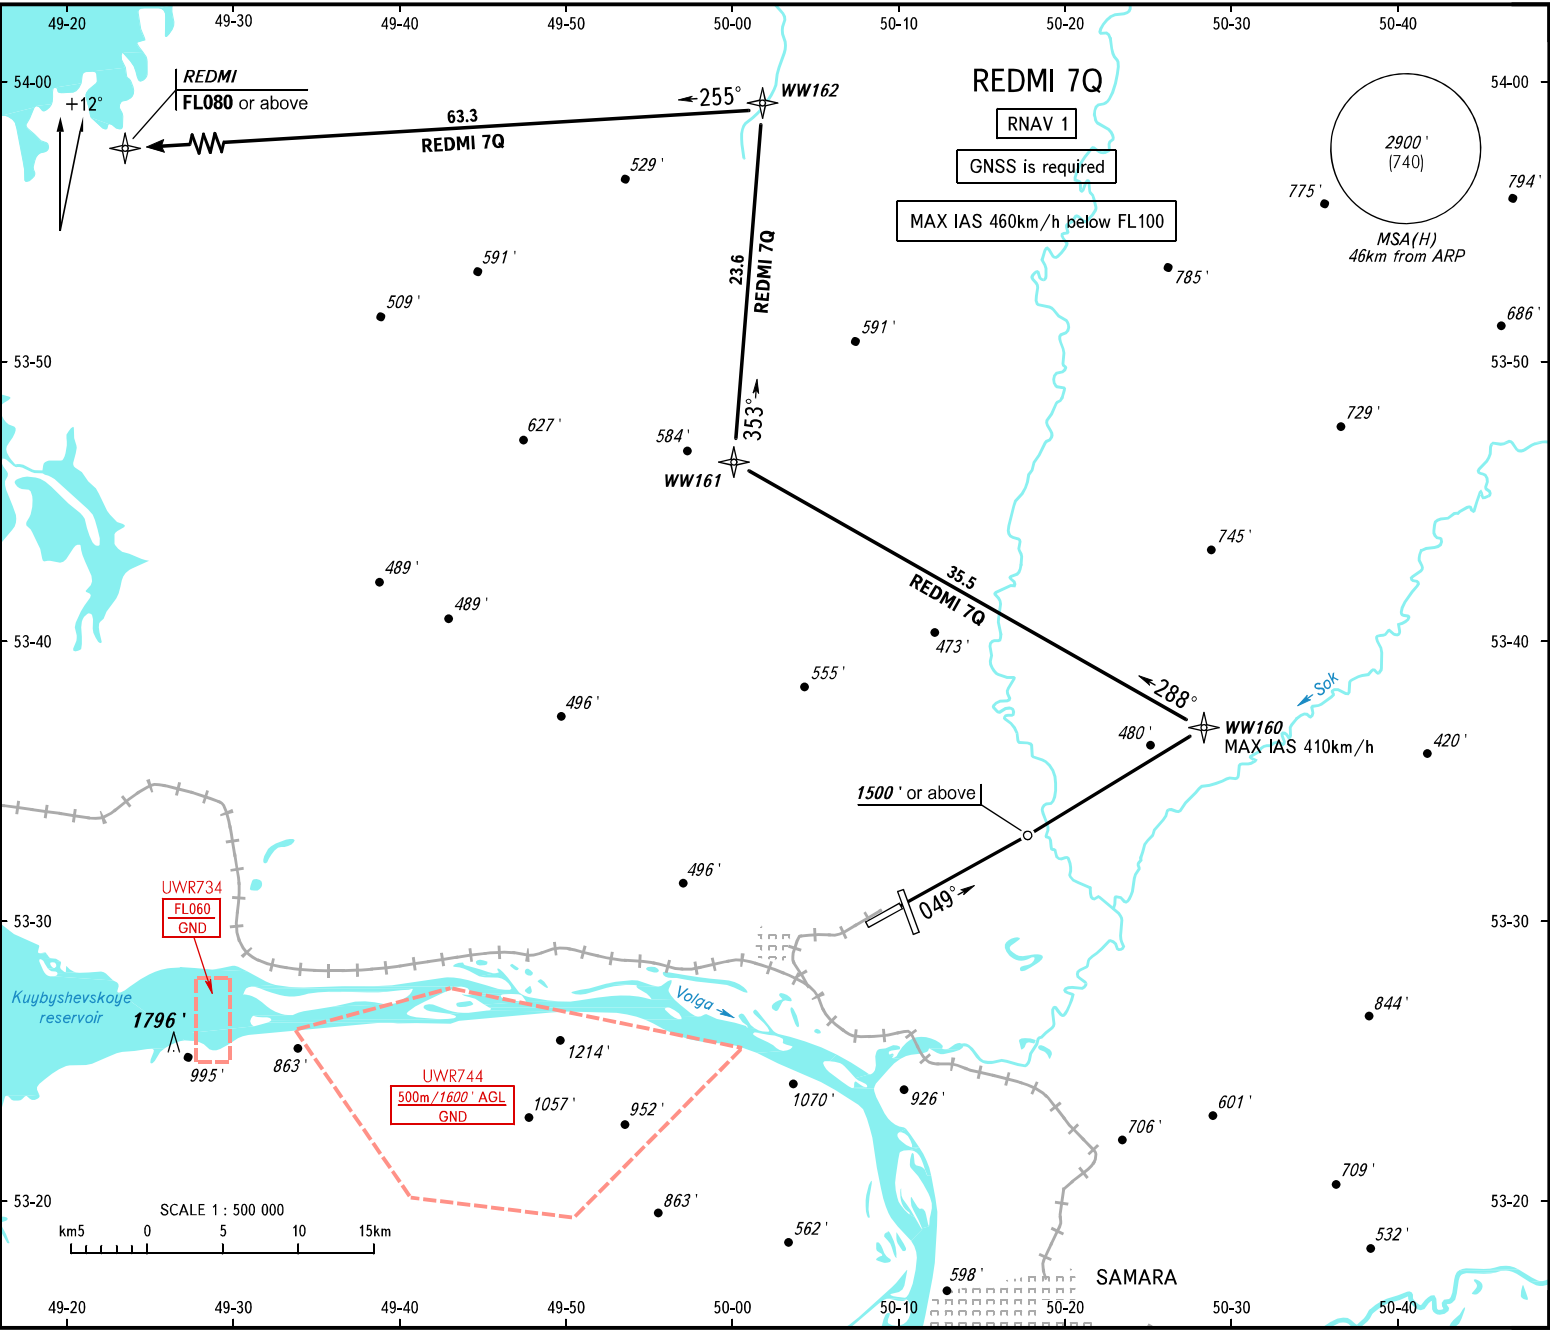 49-20 49-30 49-40 49-50 50-00 50-10 50-20 50-30 50-40
REDMI
FL080 or above
54-00
+12°
63.3
REDMI 7Q
255°
WW162
REDMI 7Q
RNAV 1
GNSS is required
MAX IAS 460km/h below FL100
2900 '
(740)
MSA(H)
46km from ARP
54-00
529 '
775 '
794 '
591 '
509 '
23.6
REDMI 7Q
591 '
785 '
686 '
53-50
53-50
353°
627 '
584 '
WW161
729 '
745 '
489 '
489 '
35.5
REDMI 7Q
473 '
53-40
53-40
555 '
496 '
288°
Sok
480 '
WW160
MAX IAS 410km/h
420 '
1500 ' or above
496 '
049°
UWR734
FL060
GND
53-30
53-30
Kuybyshevskoye
reservoir
1796 '
995 '
863 '
Volga
844 '
1214 '
UWR744
500m/1600 ' AGL
GND
1057 '
952 '
1070 '
926 '
601 '
706 '
709 '
53-20
53-20
863 '
562 '
532 '
SCALE 1 : 500 000
km5 0 5 10 15km
598 '
SAMARA
49-20 49-30 49-40 49-50 50-00 50-10 50-20 50-30 50-40